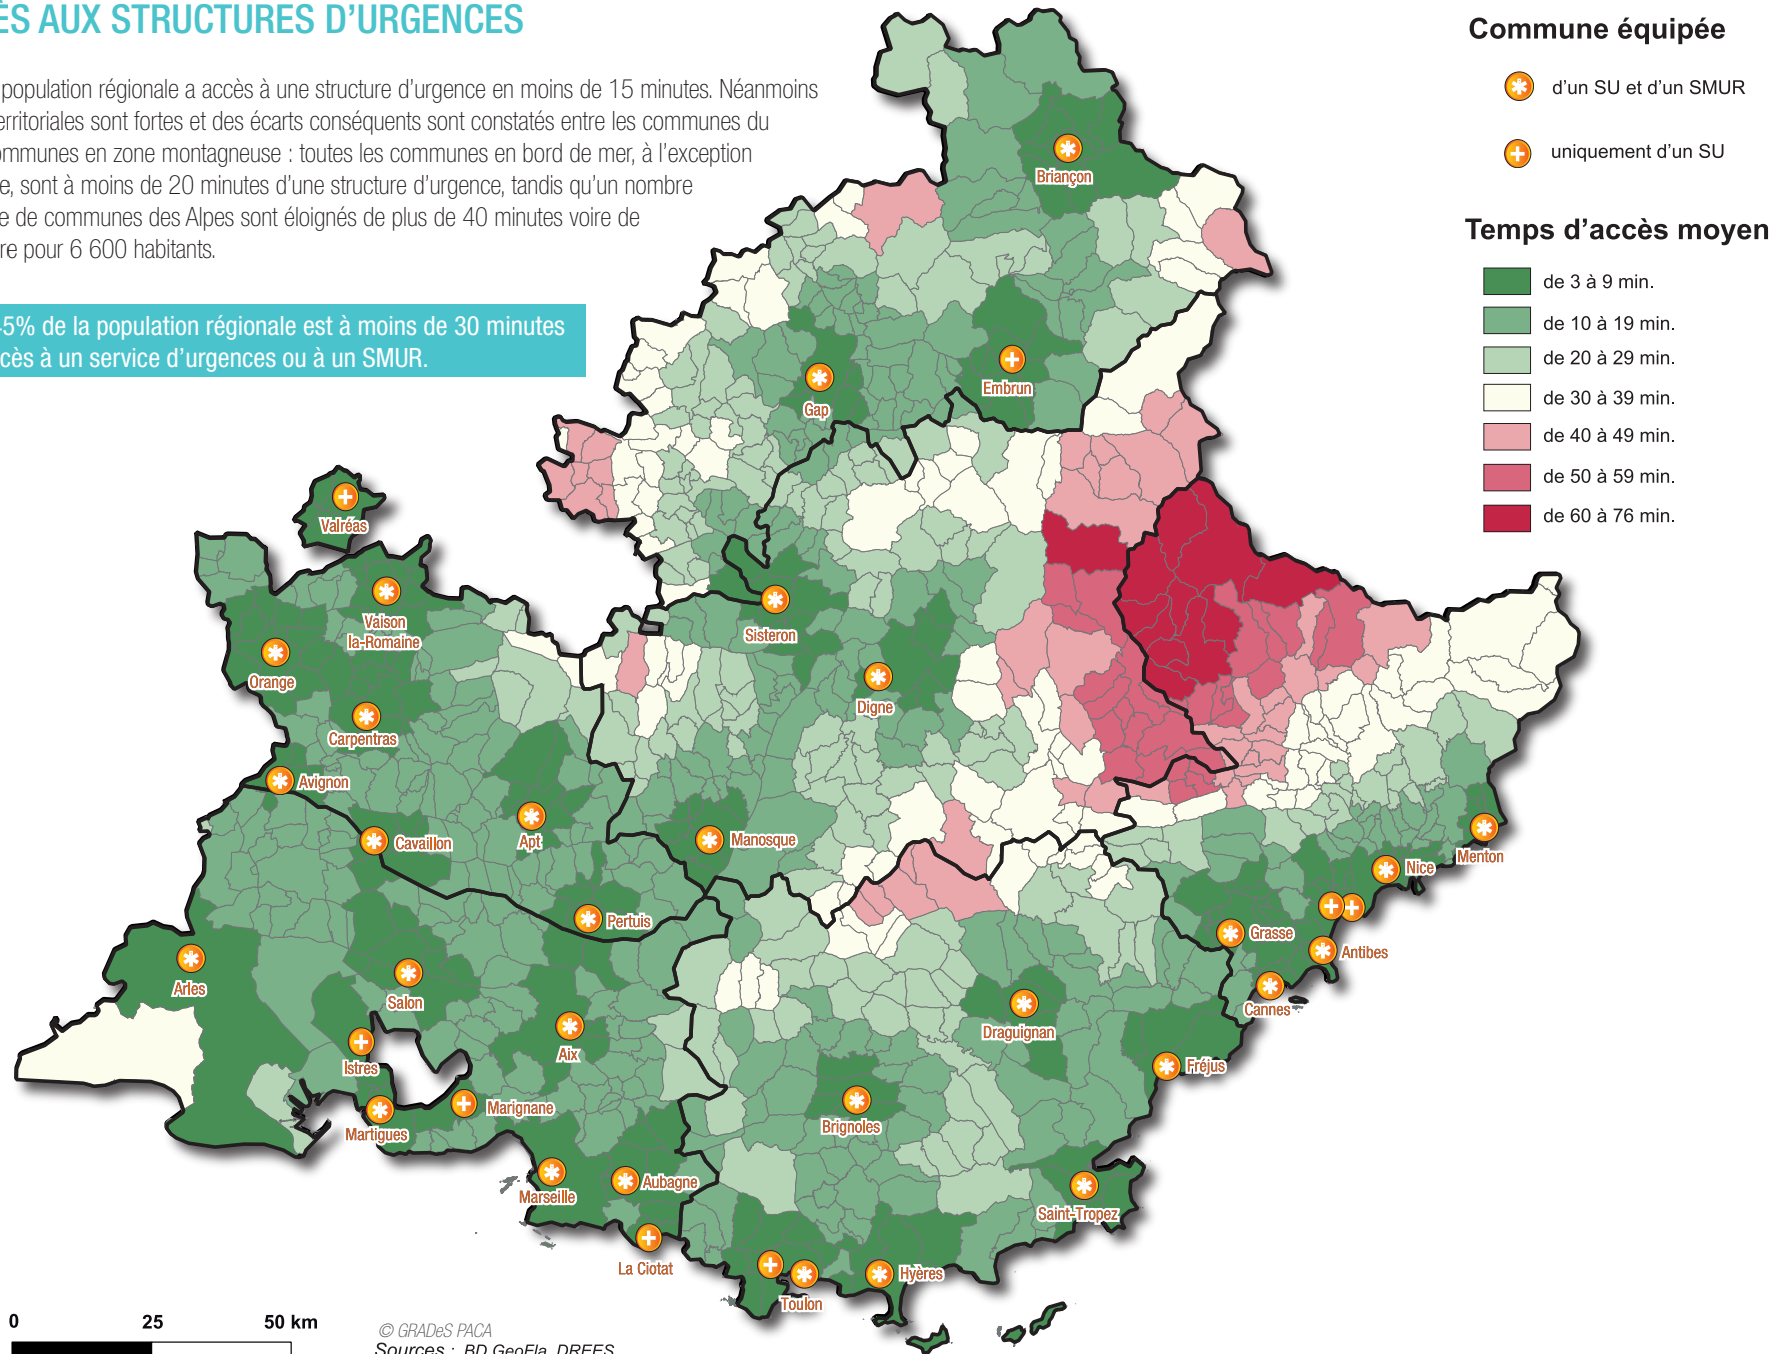 ÈS AUX STRUCTURES D’URGENCES
population régionale a accès à une structure d’urgence en moins de 15 minutes. Néanmoins
erritoriales sont fortes et des écarts conséquents sont constatés entre les communes du
ommunes en zone montagneuse : toutes les communes en bord de mer, à l’exception
e, sont à moins de 20 minutes d’une structure d’urgence, tandis qu’un nombre
e de communes des Alpes sont éloignés de plus de 40 minutes voire de
re pour 6 600 habitants.
45% de la population régionale est à moins de 30 minutes
cès à un service d’urgences ou à un SMUR.
Commune équipée
d’un SU et d’un SMUR
uniquement d’un SU
Temps d’accès moyen
de 3 à 9 min.
de 10 à 19 min.
de 20 à 29 min.
de 30 à 39 min.
de 40 à 49 min.
de 50 à 59 min.
de 60 à 76 min.
Briançon
Embrun
Gap
Valréas
Vaison
la-Romaine
Sisteron
Orange
Digne
Carpentras
Avignon
Cavaillon
Apt
Manosque
Menton
Nice
Pertuis
Grasse
Antibes
Arles
Salon
Cannes
Draguignan
Aix
Istres
Fréjus
Marignane
Martigues
Brignoles
Marseille
Aubagne
Saint-Tropez
La Ciotat
Hyères
Toulon
0 25 50 km
© GRADeS PACA
Sources : BD GeoFla, DREES